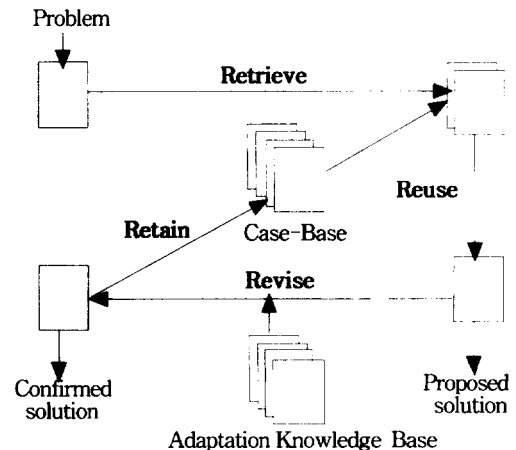 Problem
Retrieve
Reuse
Retain
Case-Base
Revise
Confirmed
solution
Proposed
solution
Adaptation Knowledge Base